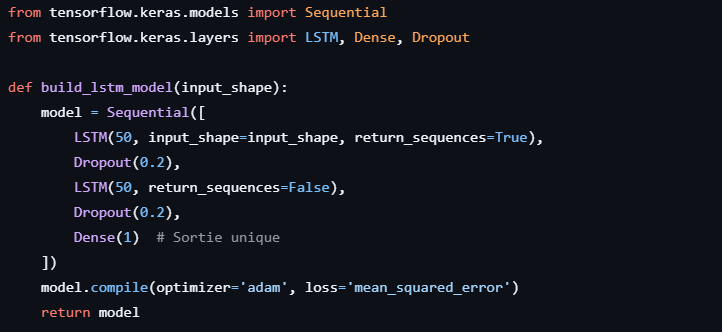 from tensorflow.keras.models import Sequential
from tensorflow.keras.layers import LSTM, Dense, Dropout

def build_lstm_model(input_shape):
    model = Sequential([
        LSTM(50, input_shape=input_shape, return_sequences=True),
        Dropout(0.2),
        LSTM(50, return_sequences=False),
        Dropout(0.2),
        Dense(1)  # Sortie unique
    ])
    model.compile(optimizer='adam', loss='mean_squared_error')
    return model